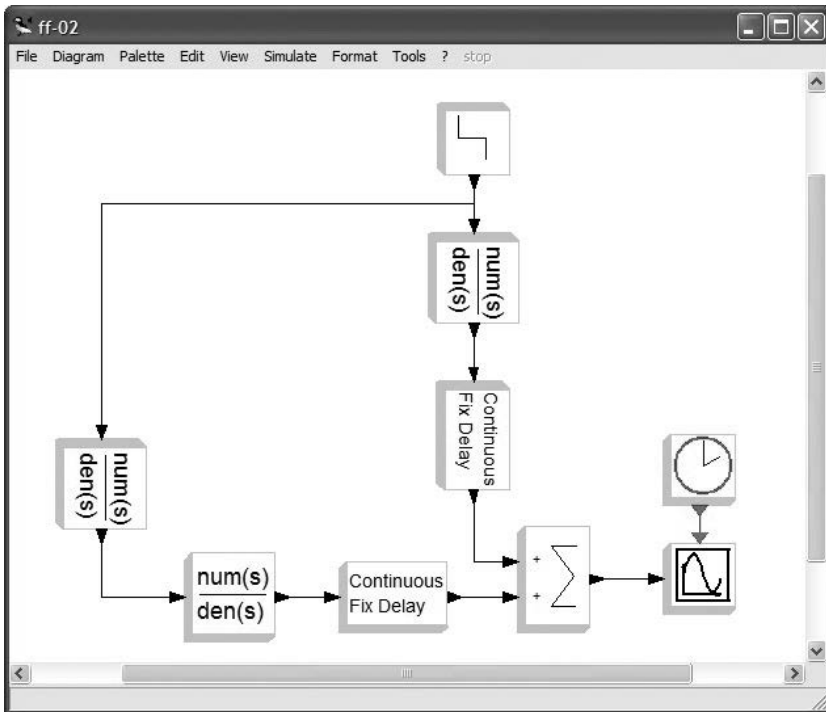 ff-02
File Diagram Palette Edit View Simulate Format Tools ? stop
num(s)
den(s)
Continuous
Fix Delay
num(s)
den(s)
num(s)
den(s)
Continuous
Fix Delay
+
+